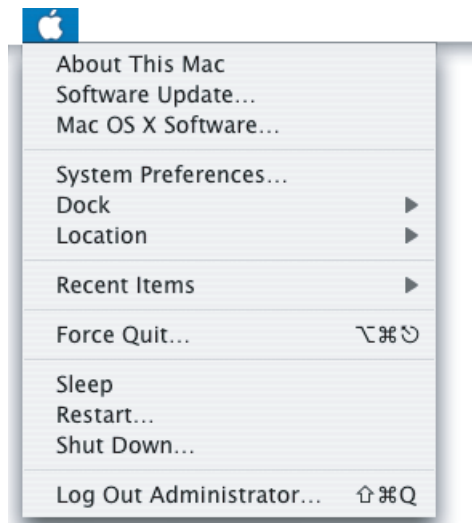 About This Mac
Software Update...
Mac OS X Software...
System Preferences...
Dock
Location
Recent Items
Force Quit... ⌥⌘⎋
Sleep
Restart...
Shut Down...
Log Out Administrator... ⇧⌘Q